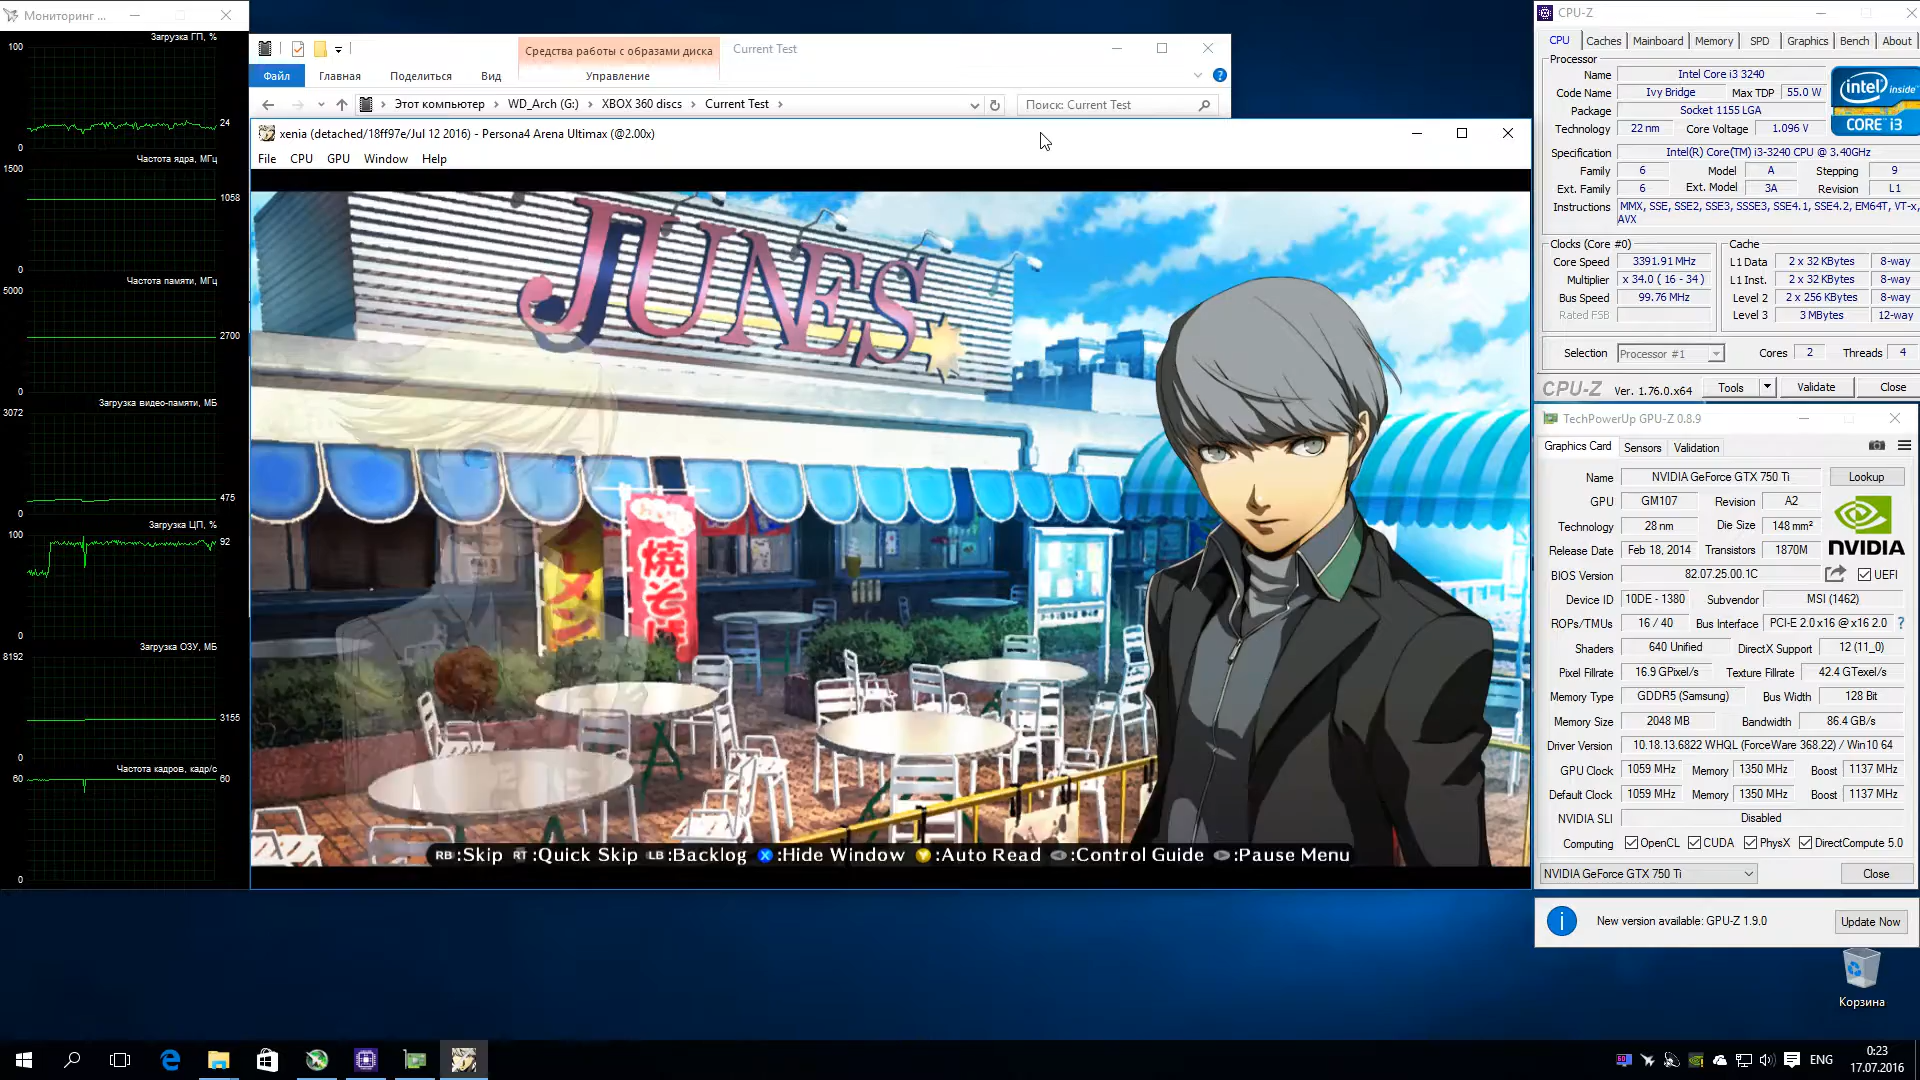 Мониторинг ...
Загрузка ГП, %
100
24
0
Частота ядра, МГц
1500
1058
0
Частота памяти, МГц
5000
2700
0
Загрузка видео-памяти, МБ
3072
475
0
Загрузка ЦП, %
100
92
0
Загрузка ОЗУ, МБ
8192
3155
0
Частота кадров, кадр/с
60
60
0
Средства работы с образами диска
Current Test
Файл
Главная
Поделиться
Вид
Управление
Этот компьютер
WD_Arch (G:)
XBOX 360 discs
Current Test
Поиск: Current Test
xenia (detached/18ff97e/Jul 12 2016) - Persona4 Arena Ultimax (@2.00x)
File CPU GPU Window Help
JUNES
焼そば
RB:Skip RT:Quick Skip LB:Backlog X:Hide Window Y:Auto Read :Control Guide :Pause Menu
CPU-Z
CPU Caches Mainboard Memory SPD Graphics Bench About
Processor
Name Intel Core i3 3240
Code Name Ivy Bridge Max TDP 55.0 W
Package Socket 1155 LGA
Technology 22 nm Core Voltage 1.096 V
intel inside™
CORE i3
Specification Intel(R) Core(TM) i3-3240 CPU @ 3.40GHz
Family 6 Model A Stepping 9
Ext. Family 6 Ext. Model 3A Revision L1
Instructions MMX, SSE, SSE2, SSE3, SSSE3, SSE4.1, SSE4.2, EM64T, VT-x,
AVX
Clocks (Core #0)
Core Speed 3391.91 MHz
Multiplier x 34.0 ( 16 - 34 )
Bus Speed 99.76 MHz
Rated FSB
Cache
L1 Data 2 x 32 KBytes 8-way
L1 Inst. 2 x 32 KBytes 8-way
Level 2 2 x 256 KBytes 8-way
Level 3 3 MBytes 12-way
Selection Processor #1 Cores 2 Threads 4
CPU-Z Ver. 1.76.0.x64 Tools Validate Close
TechPowerUp GPU-Z 0.8.9
Graphics Card Sensors Validation
Name NVIDIA GeForce GTX 750 Ti Lookup
GPU GM107 Revision A2
Technology 28 nm Die Size 148 mm²
Release Date Feb 18, 2014 Transistors 1870M
NVIDIA
BIOS Version 82.07.25.00.1C UEFI
Device ID 10DE - 1380 Subvendor MSI (1462)
ROPs/TMUs 16 / 40 Bus Interface PCI-E 2.0 x16 @ x16 2.0 ?
Shaders 640 Unified DirectX Support 12 (11_0)
Pixel Fillrate 16.9 GPixel/s Texture Fillrate 42.4 GTexel/s
Memory Type GDDR5 (Samsung) Bus Width 128 Bit
Memory Size 2048 MB Bandwidth 86.4 GB/s
Driver Version 10.18.13.6822 WHQL (ForceWare 368.22) / Win10 64
GPU Clock 1059 MHz Memory 1350 MHz Boost 1137 MHz
Default Clock 1059 MHz Memory 1350 MHz Boost 1137 MHz
NVIDIA SLI Disabled
Computing OpenCL CUDA PhysX DirectCompute 5.0
NVIDIA GeForce GTX 750 Ti Close
New version available: GPU-Z 1.9.0 Update Now
Корзина
60
ENG
0:23
17.07.2016